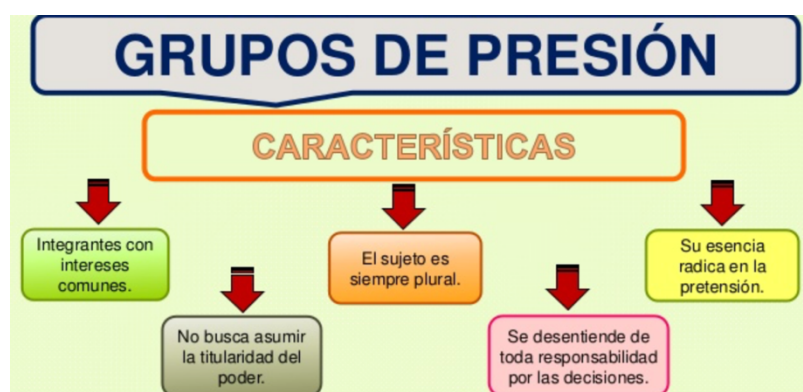 GRUPOS DE PRESIÓN
CARACTERÍSTICAS
Integrantes con
intereses
comunes.
El sujeto es
siempre plural.
Su esencia
radica en la
pretensión.
No busca asumir
la titularidad del
poder.
Se desentiende de
toda responsabilidad
por las decisiones.